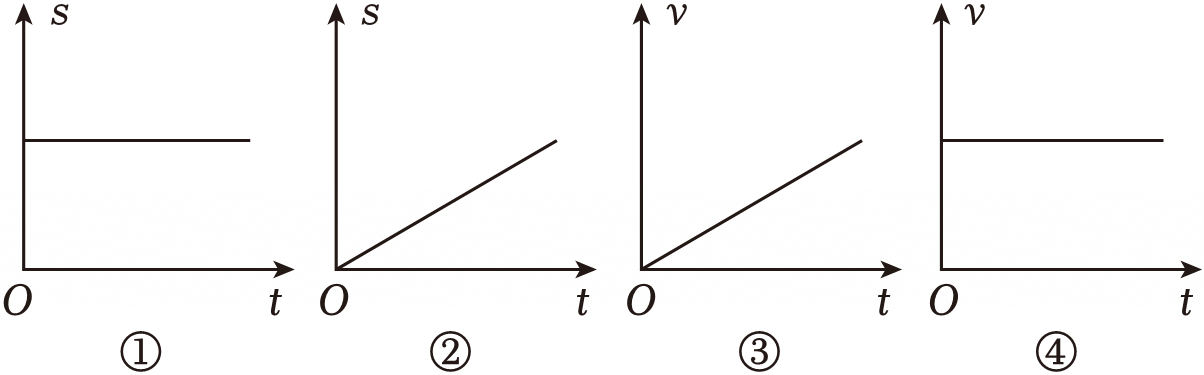 s s v v
O t O t O t O t
① ② ③ ④